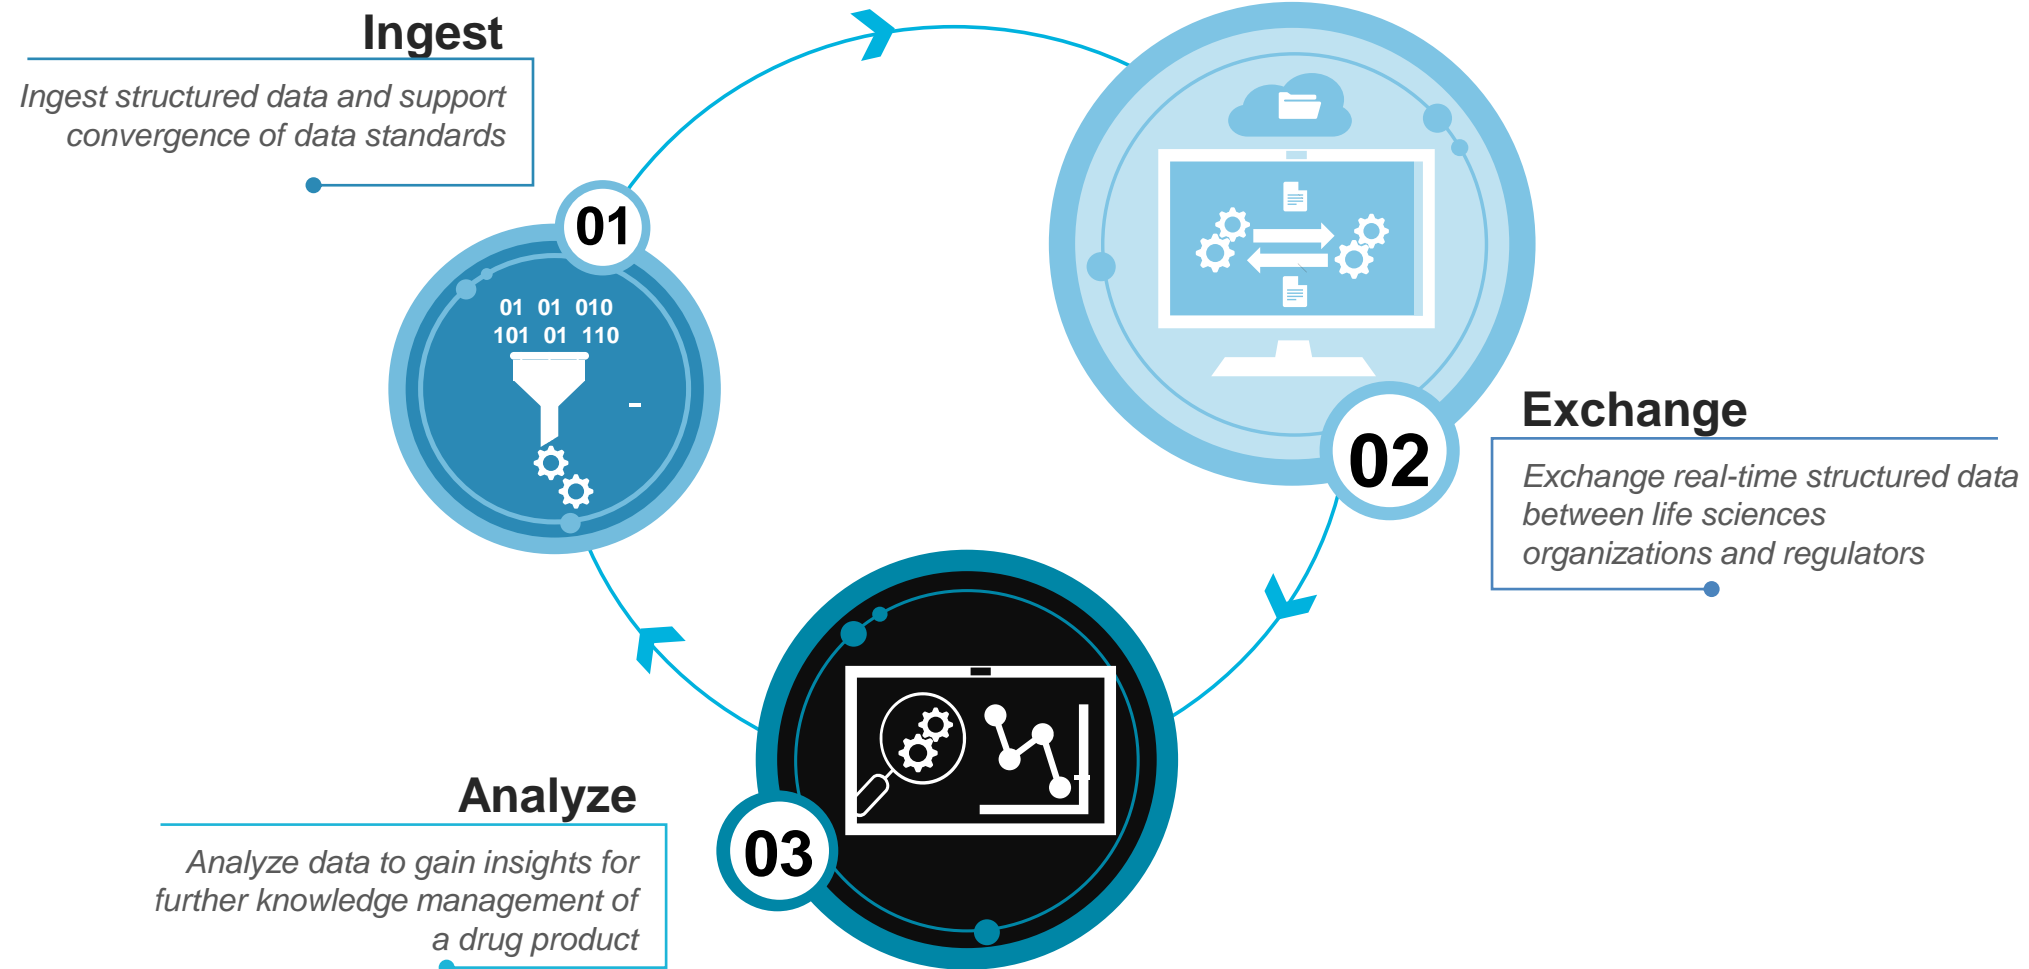 Ingest
Ingest structured data and support
convergence of data standards
01
01 01 010
101 01 110
02
Exchange
Exchange real-time structured data
between life sciences
organizations and regulators
Analyze
Analyze data to gain insights for
further knowledge management of
a drug product
03